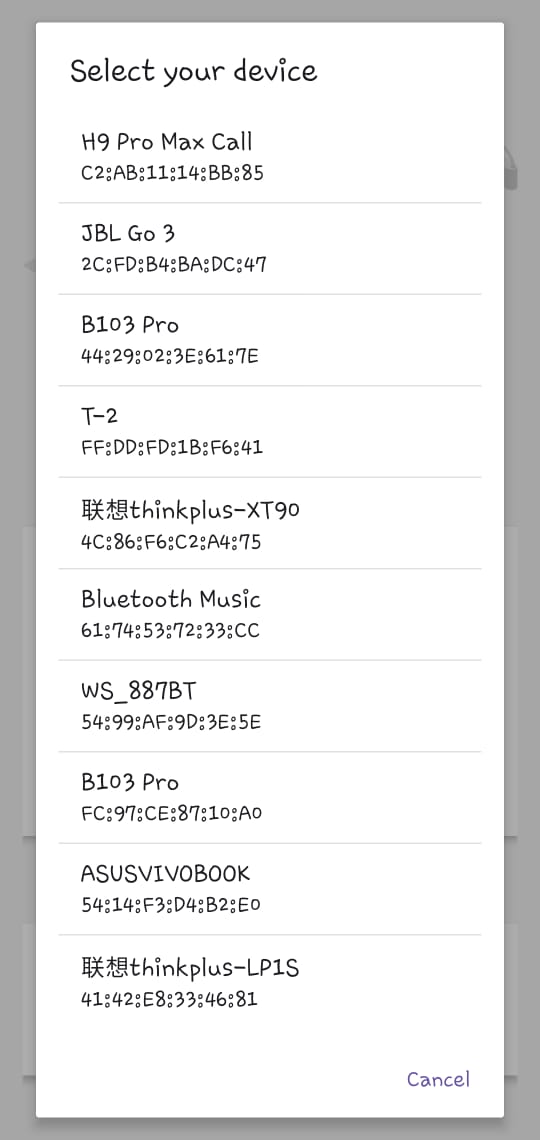 Select your device
H9 Pro Max Call
C2:AB:11:14:BB:85
JBL Go 3
2C:FD:B4:BA:DC:47
B103 Pro
44:29:02:3E:61:7E
T-2
FF:DD:FD:1B:F6:41
联想thinkplus-XT90
4C:86:F6:C2:A4:75
Bluetooth Music
61:74:53:72:33:CC
WS_887BT
54:99:AF:9D:3E:5E
B103 Pro
FC:97:CE:87:10:A0
ASUSVIVOBOOK
54:14:F3:D4:B2:E0
联想thinkplus-LP1S
41:42:E8:33:46:81
Cancel